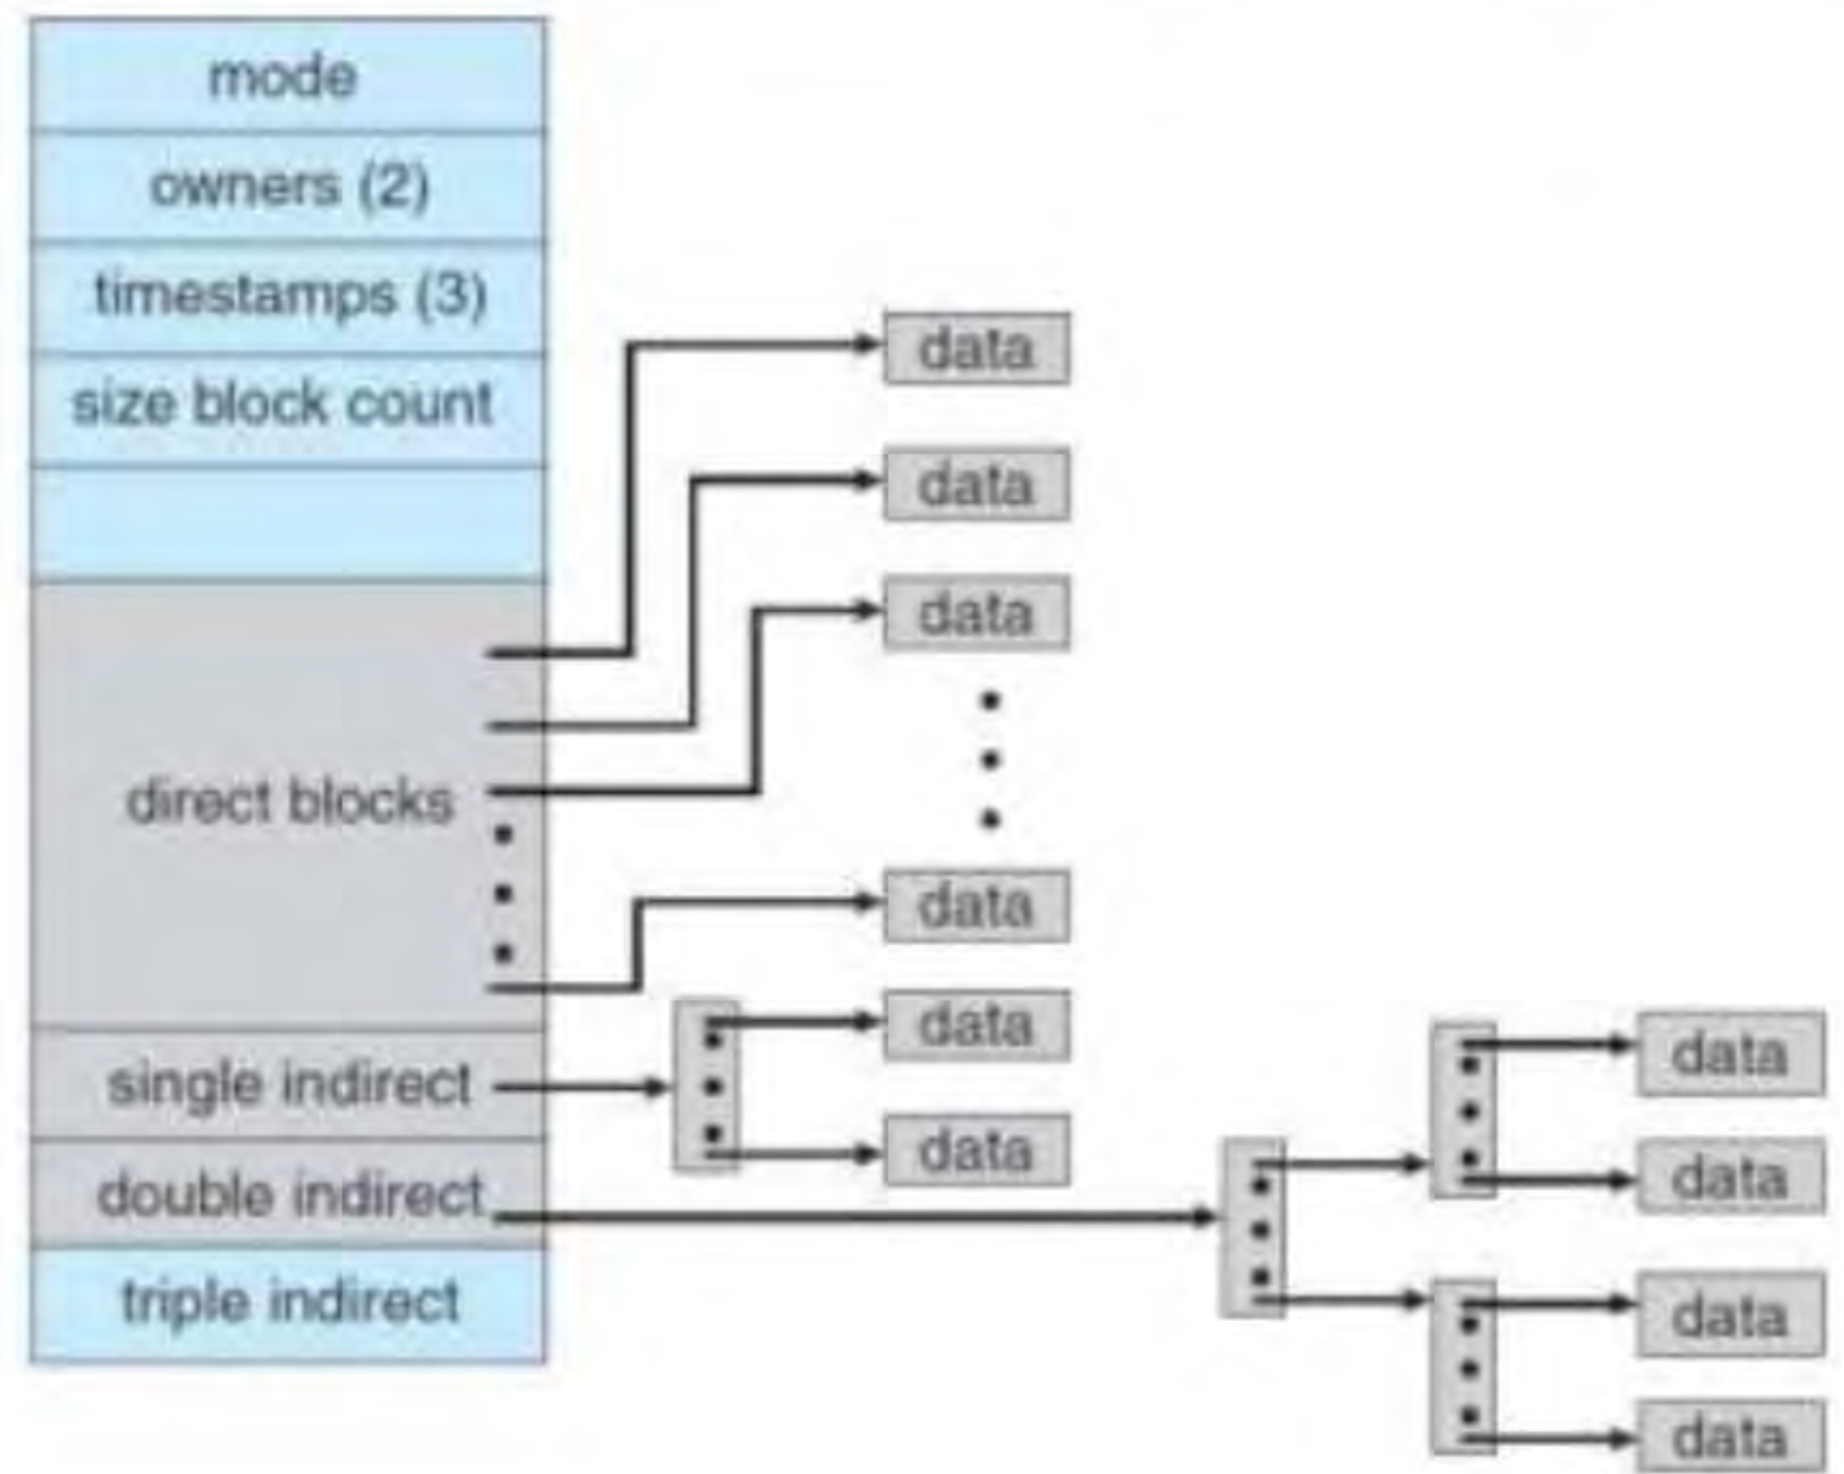 mode
owners (2)
timestamps (3)
size block count
direct blocks
single indirect
double indirect
triple indirect
data
data
data
data
data
data
data
data
data
data